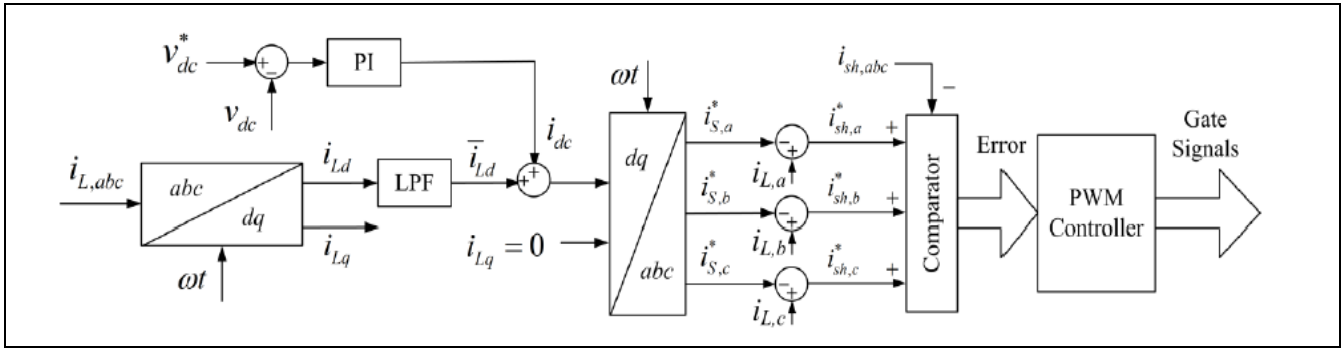 v*dc
+
−
PI
vdc
idc
iL,abc
abc
dq
ωt
iLd
iLq
LPF
i̅Ld
+
+
iLq = 0
ωt
dq
abc
i*S,a
−
+
iL,a
i*sh,a
+
i*S,b
−
+
iL,b
i*sh,b
+
i*S,c
−
+
iL,c
i*sh,c
+
ish,abc
−
Comparator
Error
PWM
Controller
Gate
Signals